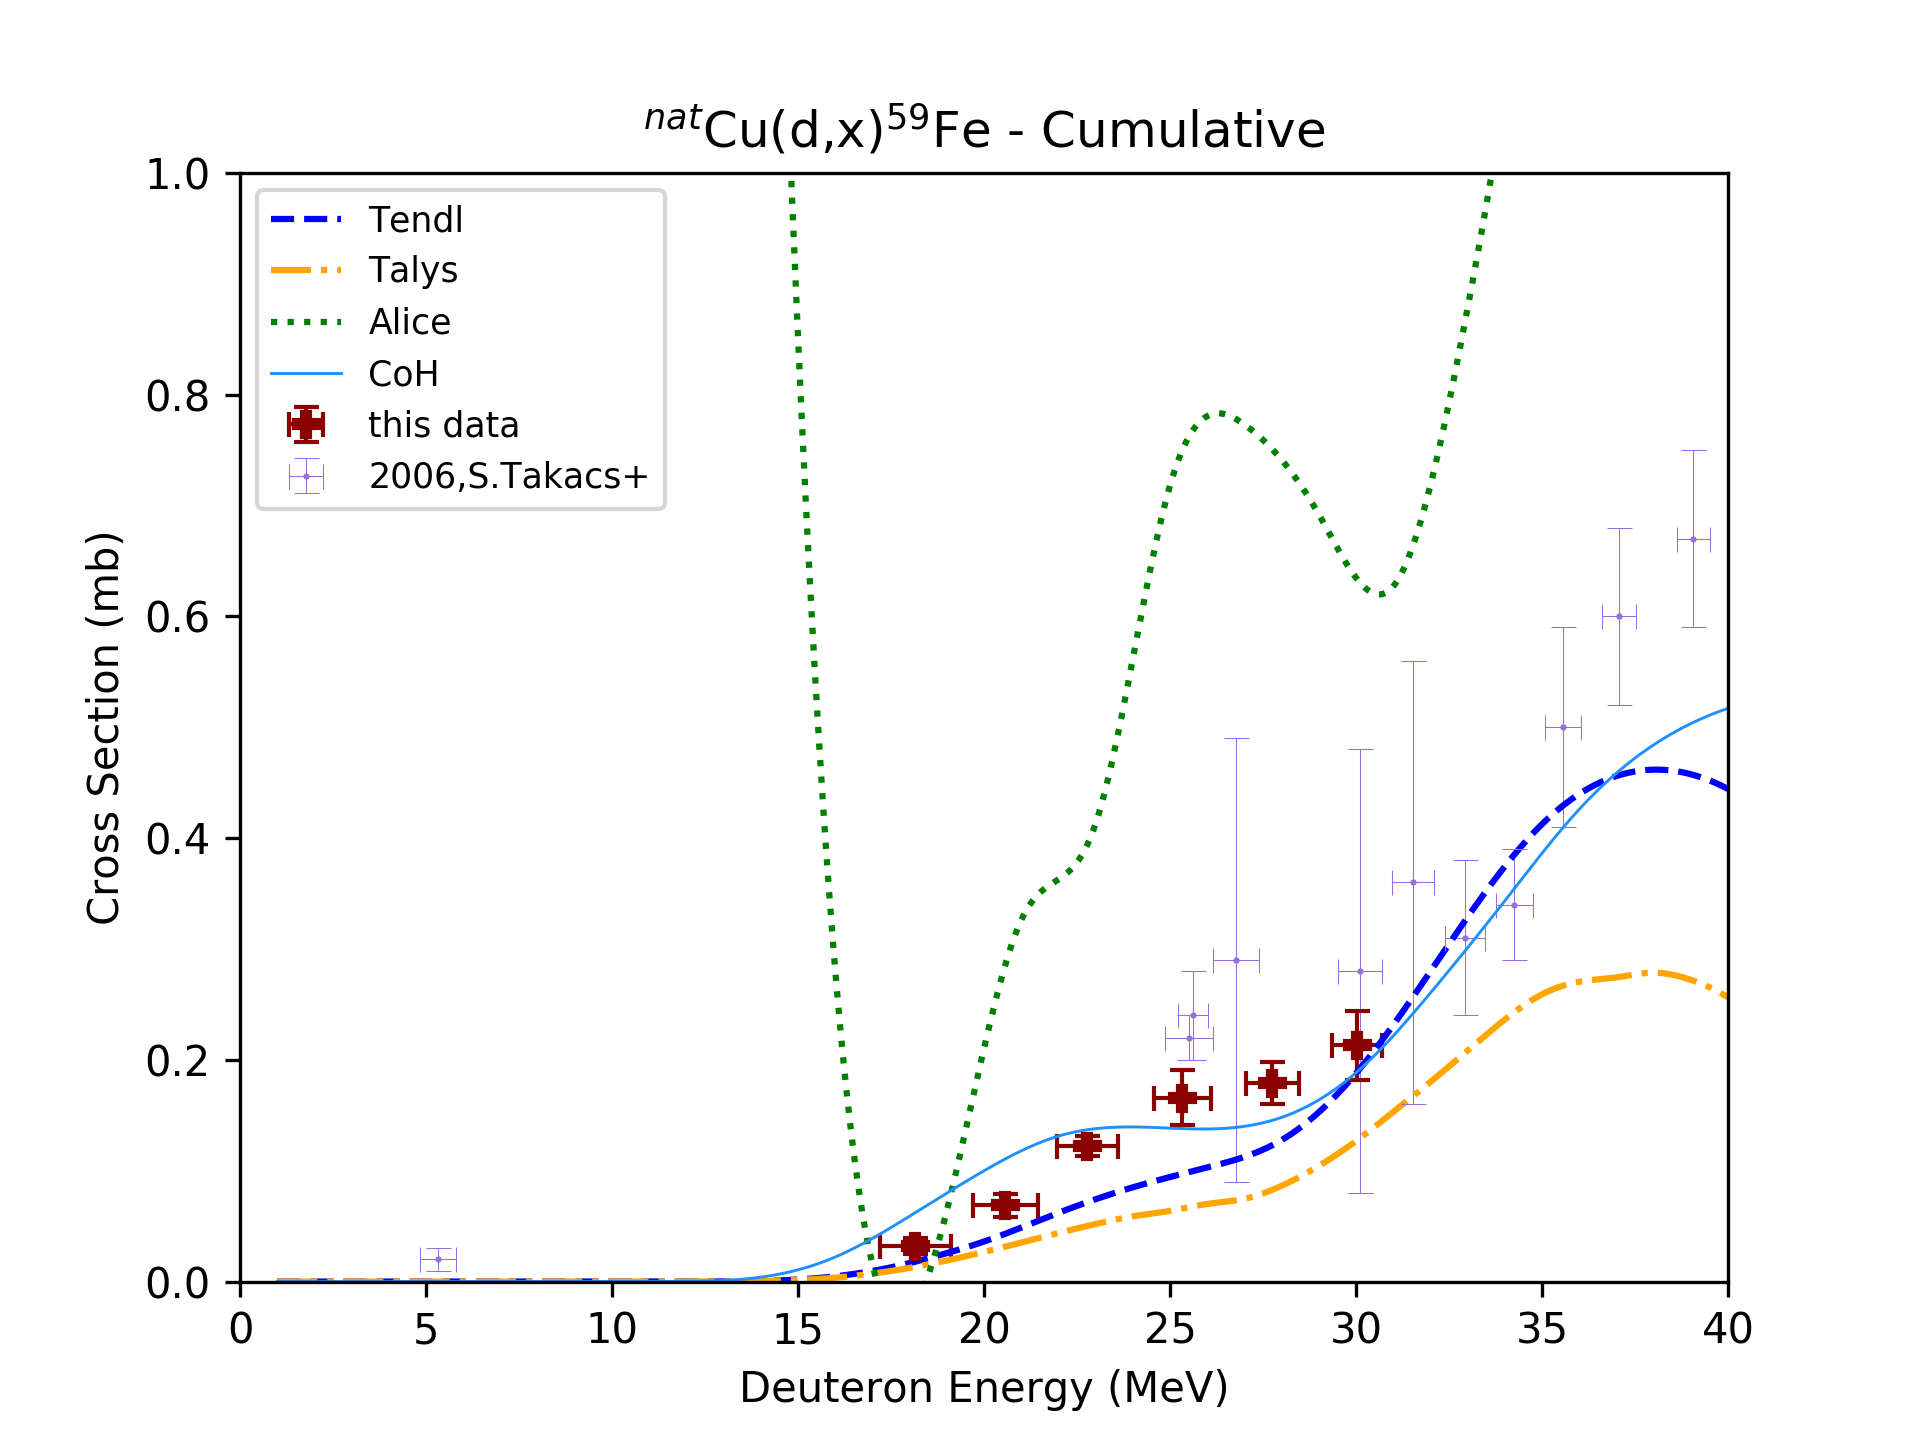 natCu(d,x)59Fe - Cumulative
1.0
0.8
0.6
0.4
0.2
0.0
Cross Section (mb)
Tendl
Talys
Alice
CoH
this data
2006,S.Takacs+
0 5 10 15 20 25 30 35 40
Deuteron Energy (MeV)